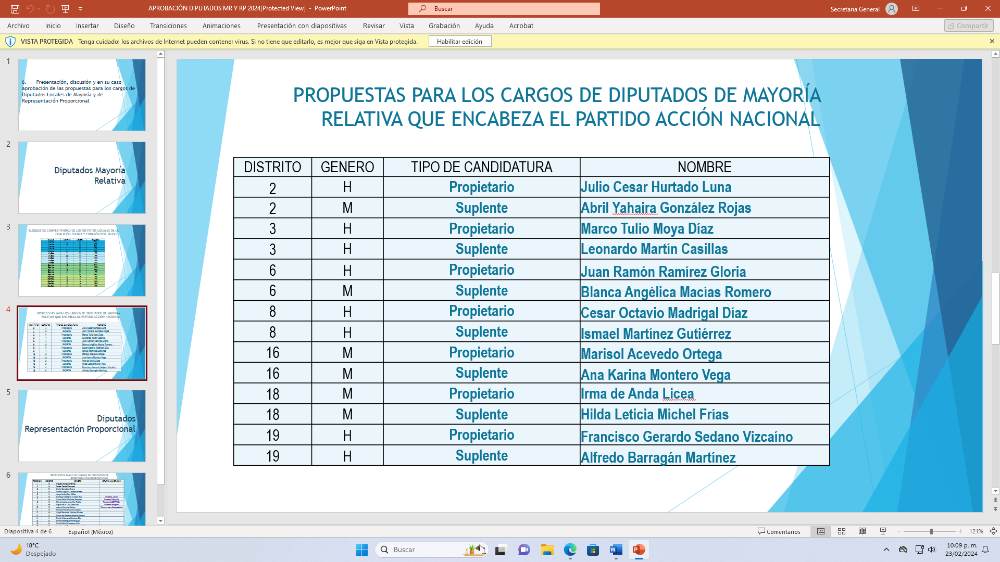 APROBACIÓN DIPUTADOS MR Y RP 2024[Protected View] - PowerPoint
Buscar
Secretaria General
Archivo Inicio Insertar Diseño Transiciones Animaciones Presentación con diapositivas Revisar Vista Grabación Ayuda Acrobat
Compartir
VISTA PROTEGIDA Tenga cuidado: los archivos de Internet pueden contener virus. Si no tiene que editarlo, es mejor que siga en Vista protegida. Habilitar edición
1
6. Presentación, discusión y en su caso
aprobación de las propuestas para los cargos de
Diputados Locales de Mayoría y de
Representación Proporcional
2
Diputados Mayoría
Relativa
3
BLOQUES DE COMPETITIVIDAD DE LOS DISTRITOS LOCALES DE LA
COALICIÓN FUERZA Y CORAZÓN POR JALISCO
4
PROPUESTAS PARA LOS CARGOS DE DIPUTADOS DE MAYORÍA
RELATIVA QUE ENCABEZA EL PARTIDO ACCIÓN NACIONAL
5
Diputados
Representación Proporcional
6
PROPUESTAS PARA LOS CARGOS DE DIPUTADOS DE
REPRESENTACIÓN PROPORCIONAL
PROPUESTAS PARA LOS CARGOS DE DIPUTADOS DE MAYORÍA
RELATIVA QUE ENCABEZA EL PARTIDO ACCIÓN NACIONAL
DISTRITO GENERO TIPO DE CANDIDATURA NOMBRE
2 H Propietario Julio Cesar Hurtado Luna
2 M Suplente Abril Yahaira González Rojas
3 H Propietario Marco Tulio Moya Díaz
3 H Suplente Leonardo Martín Casillas
6 H Propietario Juan Ramón Ramírez Gloria
6 M Suplente Blanca Angélica Macías Romero
8 H Propietario Cesar Octavio Madrigal Díaz
8 H Suplente Ismael Martínez Gutiérrez
16 M Propietario Marisol Acevedo Ortega
16 M Suplente Ana Karina Montero Vega
18 M Propietario Irma de Anda Licea
18 M Suplente Hilda Leticia Michel Frías
19 H Propietario Francisco Gerardo Sedano Vizcaíno
19 H Suplente Alfredo Barragán Martínez
Diapositiva 4 de 6 Español (México)
Comentarios
121%
18°C
Despejado
Buscar
10:09 p. m.
23/02/2024